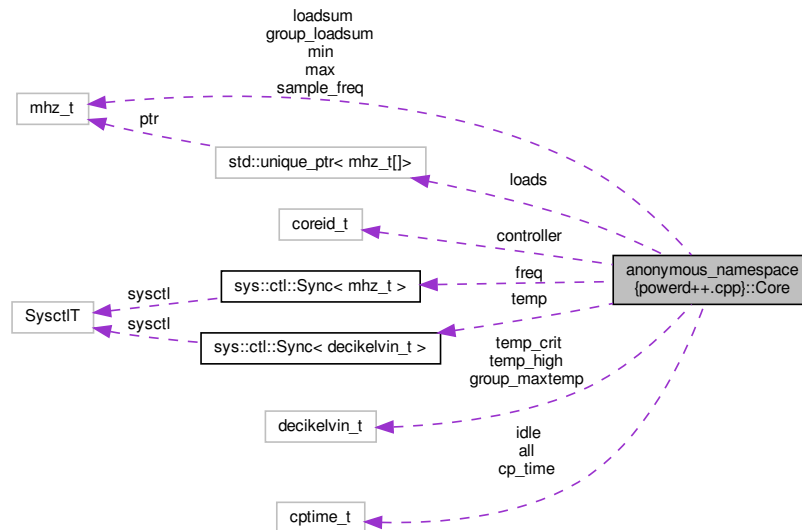 loadsum
group_loadsum
min
max
sample_freq
mhz_t
ptr
std::unique_ptr< mhz_t[]>
loads
coreid_t
controller
anonymous_namespace
{powerd++.cpp}::Core
freq
sys::ctl::Sync< mhz_t >
sysctl
temp
SysctlT
sysctl
sys::ctl::Sync< decikelvin_t >
temp_crit
temp_high
group_maxtemp
decikelvin_t
idle
all
cp_time
cptime_t